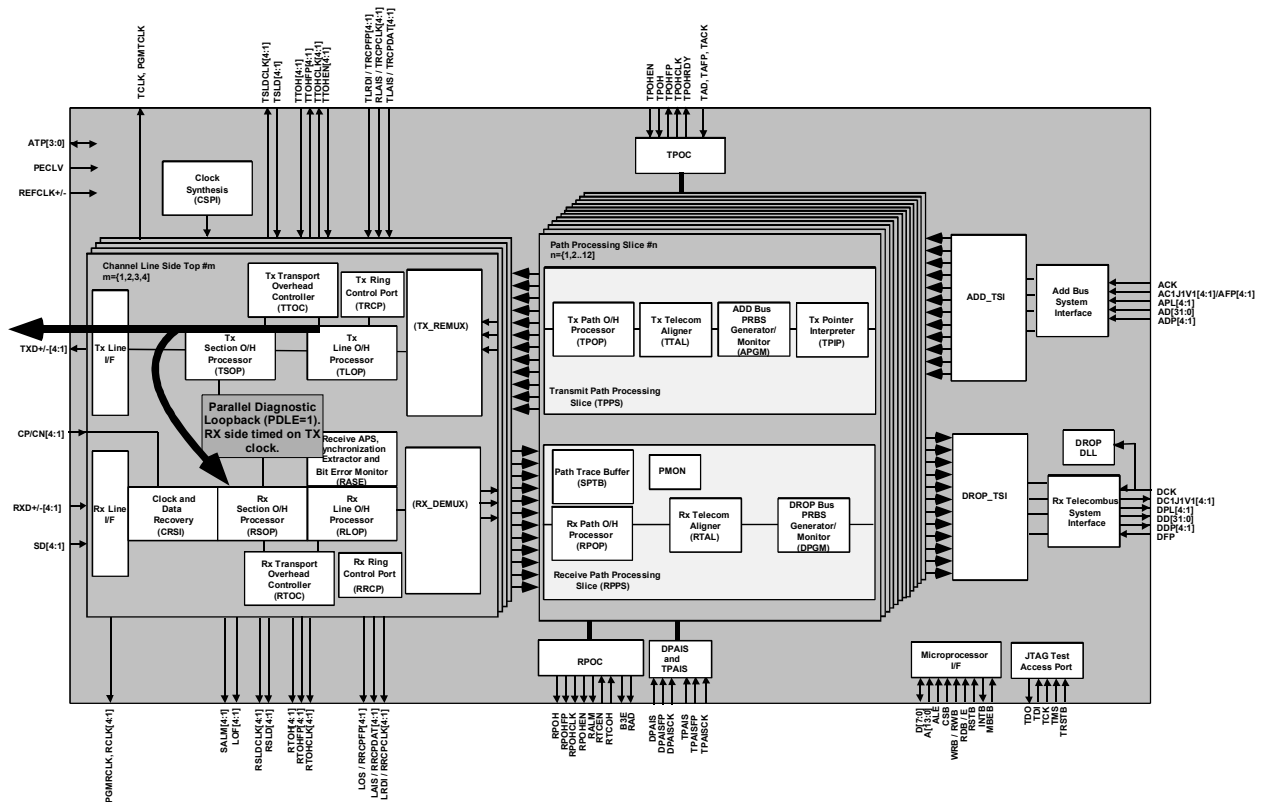 TCLK, PGMTCLK
TSLDCLK[4:1]
TSLD[4:1]
TTOH[4:1]
TTOHFP[4:1]
TTOHCLK[4:1]
TTOHEN[4:1]
TLRDI / TRCPFP[4:1]
RLAIS / TRCPCLK[4:1]
TLAIS / TRCPDAT[4:1]
TPOHEN
TPOH
TPOHFP
TPOHCLK
TPOHRDY
TAD, TAFP, TACK
ATP[3:0]
PECLV
REFCLK+/-
Clock
Synthesis
(CSPI)
TPOC
Channel Line Side Top #m
m={1,2,3,4]
Tx Transport
Overhead
Controller
(TTOC)
Tx Ring
Control Port
(TRCP)
(TX_REMUX)
Tx Line
I/F
Tx
Section O/H
Processor
(TSOP)
Tx
Line O/H
Processor
(TLOP)
TXD+/-[4:1]
Parallel Diagnostic
Loopback (PDLE=1).
RX side timed on TX
clock.
CP/CN[4:1]
Receive APS,
ynchronization
Extractor and
Bit Error Monitor
(RASE)
Rx Line
I/F
Clock and
Data
Recovery
(CRSI)
Rx
Section O/H
Processor
(RSOP)
Rx
Line O/H
Processor
(RLOP)
(RX_DEMUX)
RXD+/-[4:1]
SD[4:1]
Rx Transport
Overhead
Controller
(RTOC)
Rx Ring
Control Port
(RRCP)
Path Processing Slice #n
n={1,2..12]
Tx Path O/H
Processor
(TPOP)
Tx Telecom
Aligner
(TTAL)
ADD Bus
PRBS
Generator/
Monitor
(APGM)
Tx Pointer
Interpreter
(TPIP)
Transmit Path Processing
Slice (TPPS)
Path Trace Buffer
(SPTB)
PMON
Rx Path O/H
Processor
(RPOP)
Rx Telecom
Aligner
(RTAL)
DROP Bus
PRBS
Generator/
Monitor
(DPGM)
Receive Path Processing
Slice (RPPS)
ADD_TSI
Add Bus
System
Interface
ACK
AC1J1V1[4:1]/AFP[4:1]
APL[4:1]
AD[31:0]
ADP[4:1]
DROP
DLL
DROP_TSI
Rx Telecombus
System
Interface
DCK
DC1J1V1[4:1]
DPL[4:1]
DD[31:0]
DDP[4:1]
DFP
RPOC
DPAIS
and
TPAIS
Microprocessor
I/F
JTAG Test
Access Port
PGMRCLK, RCLK[4:1]
SALM[4:1]
LOF[4:1]
RSLDCLK[4:1]
RSLD[4:1]
RTOH[4:1]
RTOHFP[4:1]
RTOHCLK[4:1]
LOS / RRCPFP[4:1]
LAIS / RRCPDAT[4:1]
LRDI / RRCPCLK[4:1]
RPOH
RPOHFP
RPOHCLK
RPOHEN
RALM
RTCEN
RTCOH
B3E
RAD
DPAIS
DPAISFP
DPAISCK
TPAIS
TPAISFP
TPAISCK
D[7:0]
A[13:0]
ALE
CSB
WRB / RWB
RDB / E
RSTB
INTB
MBEB
TDO
TDI
TCK
TMS
TRSTB